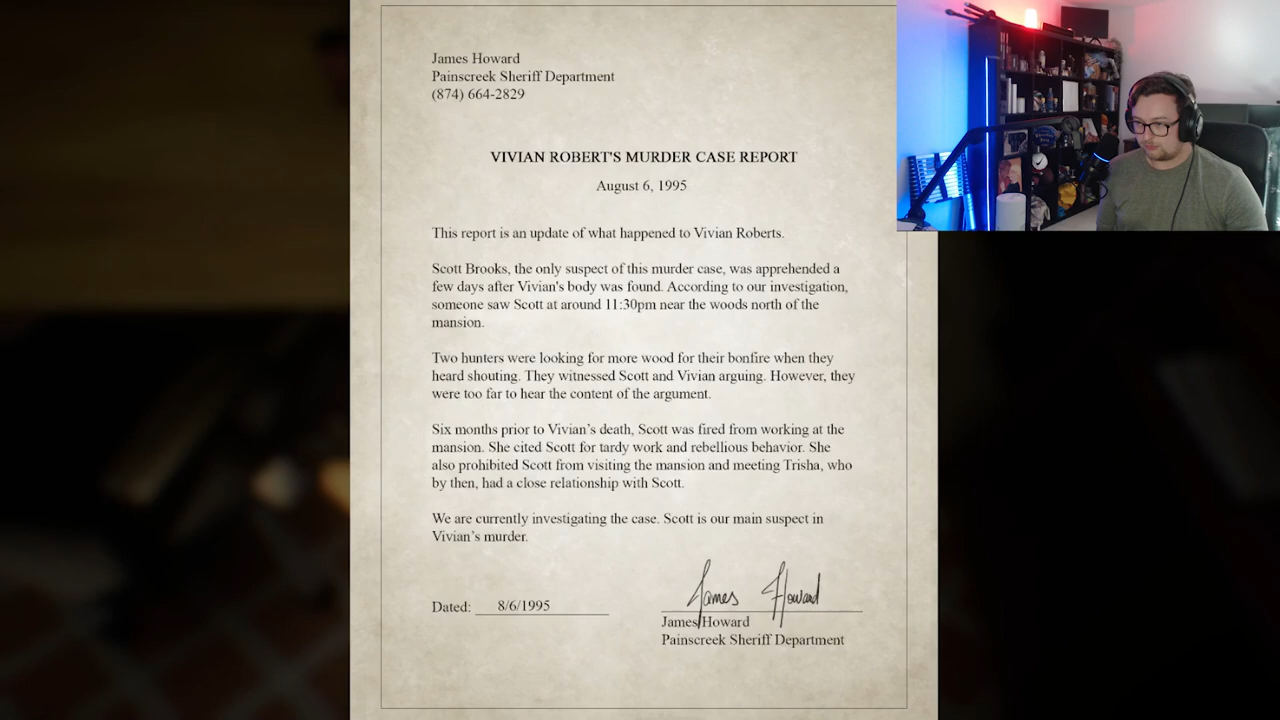 James Howard
Painscreek Sheriff Department
(874) 664-2829
VIVIAN ROBERT'S MURDER CASE REPORT
August 6, 1995
This report is an update of what happened to Vivian Roberts.
Scott Brooks, the only suspect of this murder case, was apprehended a
few days after Vivian's body was found. According to our investigation,
someone saw Scott at around 11:30pm near the woods north of the
mansion.
Two hunters were looking for more wood for their bonfire when they
heard shouting. They witnessed Scott and Vivian arguing. However, they
were too far to hear the content of the argument.
Six months prior to Vivian’s death, Scott was fired from working at the
mansion. She cited Scott for tardy work and rebellious behavior. She
also prohibited Scott from visiting the mansion and meeting Trisha, who
by then, had a close relationship with Scott.
We are currently investigating the case. Scott is our main suspect in
Vivian’s murder.
James Howard
Dated: 8/6/1995
James Howard
Painscreek Sheriff Department